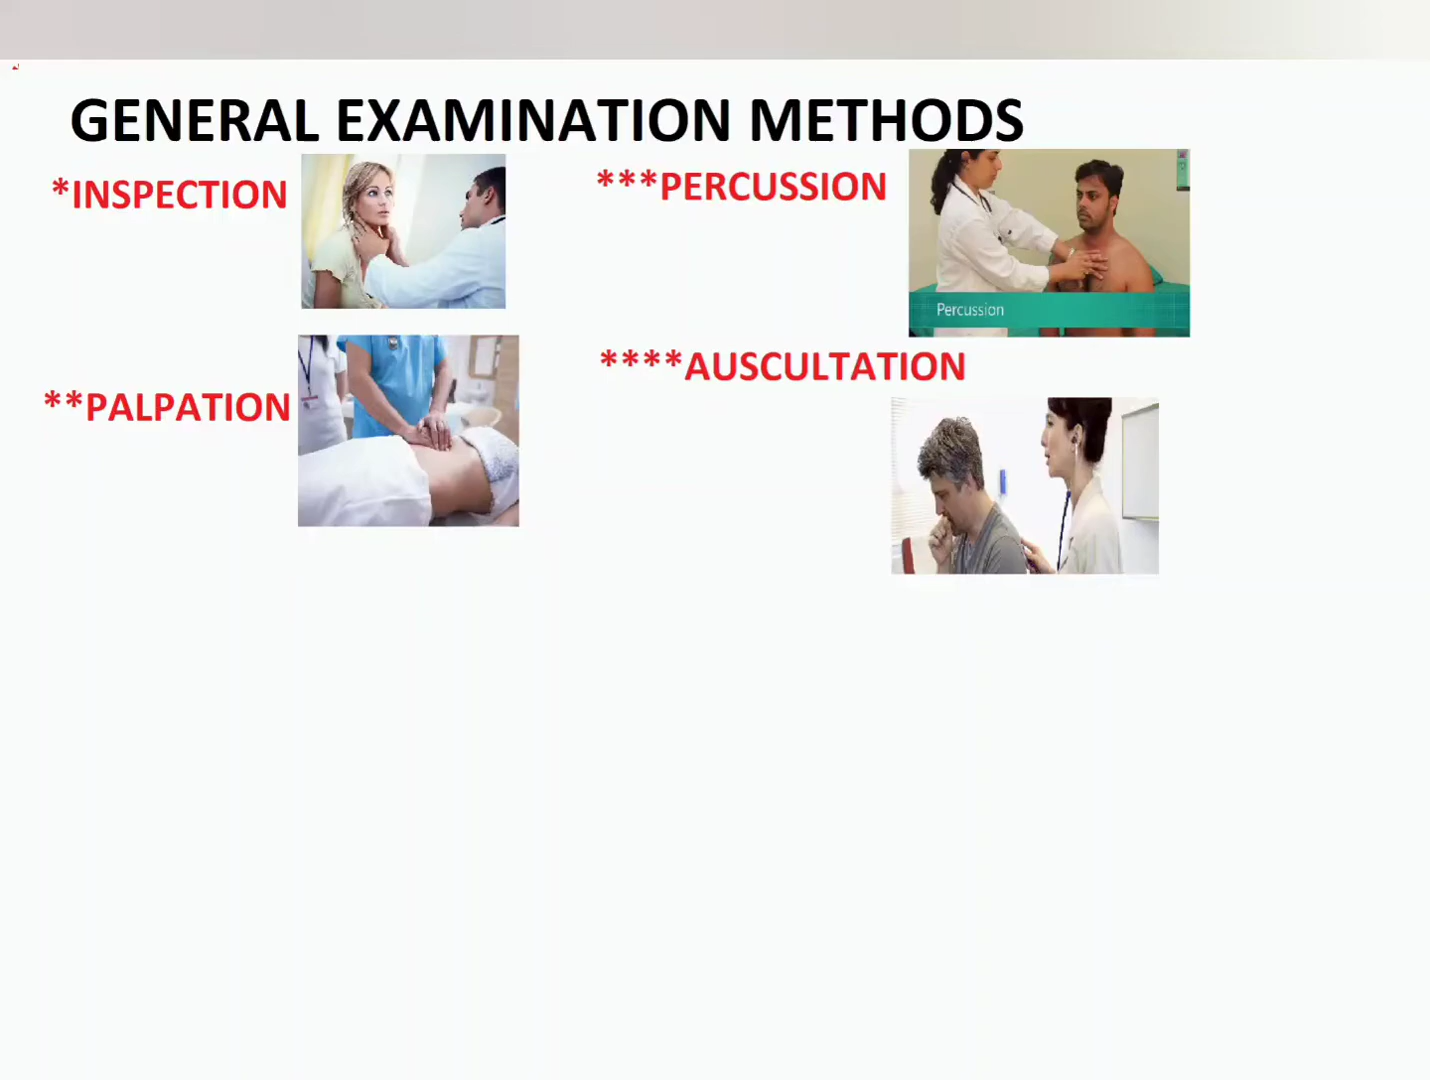 GENERAL EXAMINATION METHODS
*INSPECTION
**PALPATION
***PERCUSSION
Percussion
****AUSCULTATION